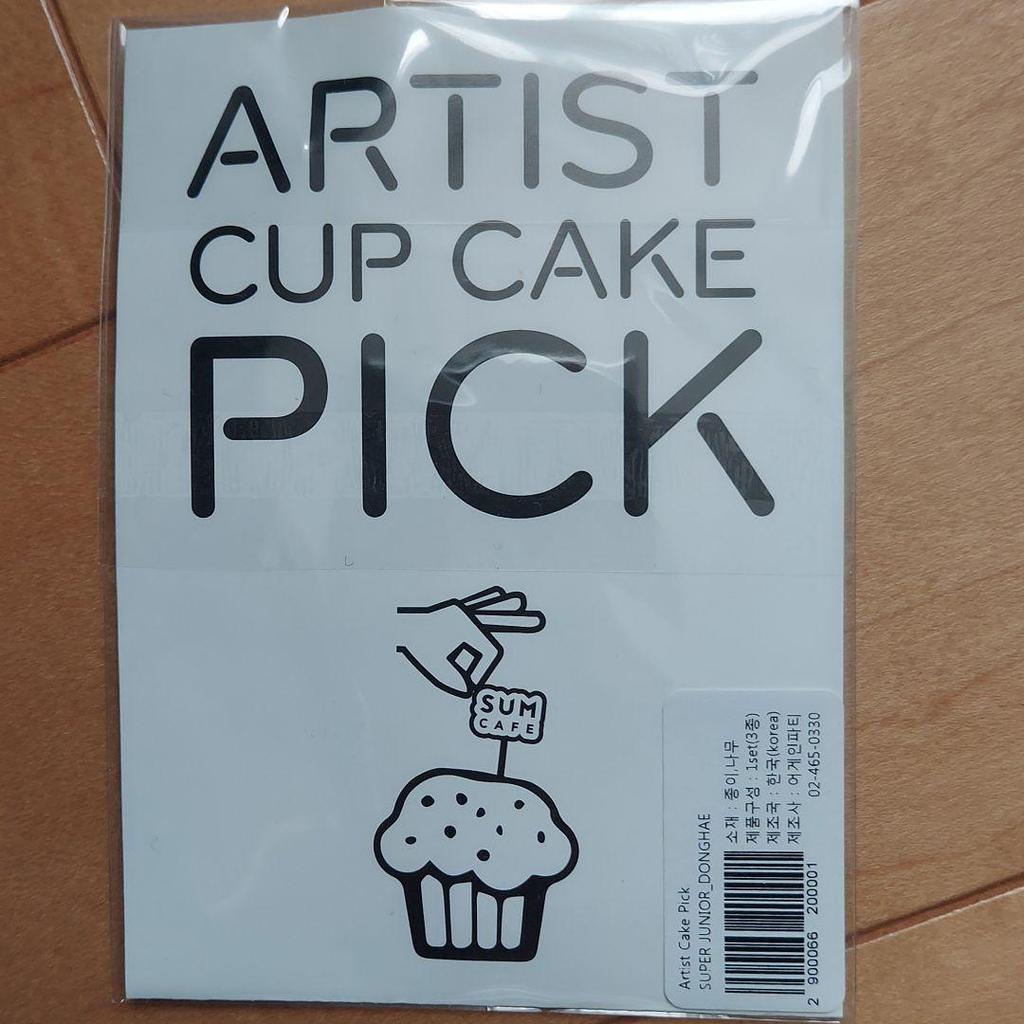 ARTIST
CUP CAKE
PICK
SUM
CAFE
Artist Cake Pick
SUPER JUNIOR_DONGHAE
2 900066 200001
소재 : 종이,나무
제품구성 : 1set(3종)
제조국 : 한국(korea)
제조사 : 어게인파티
02-465-0330